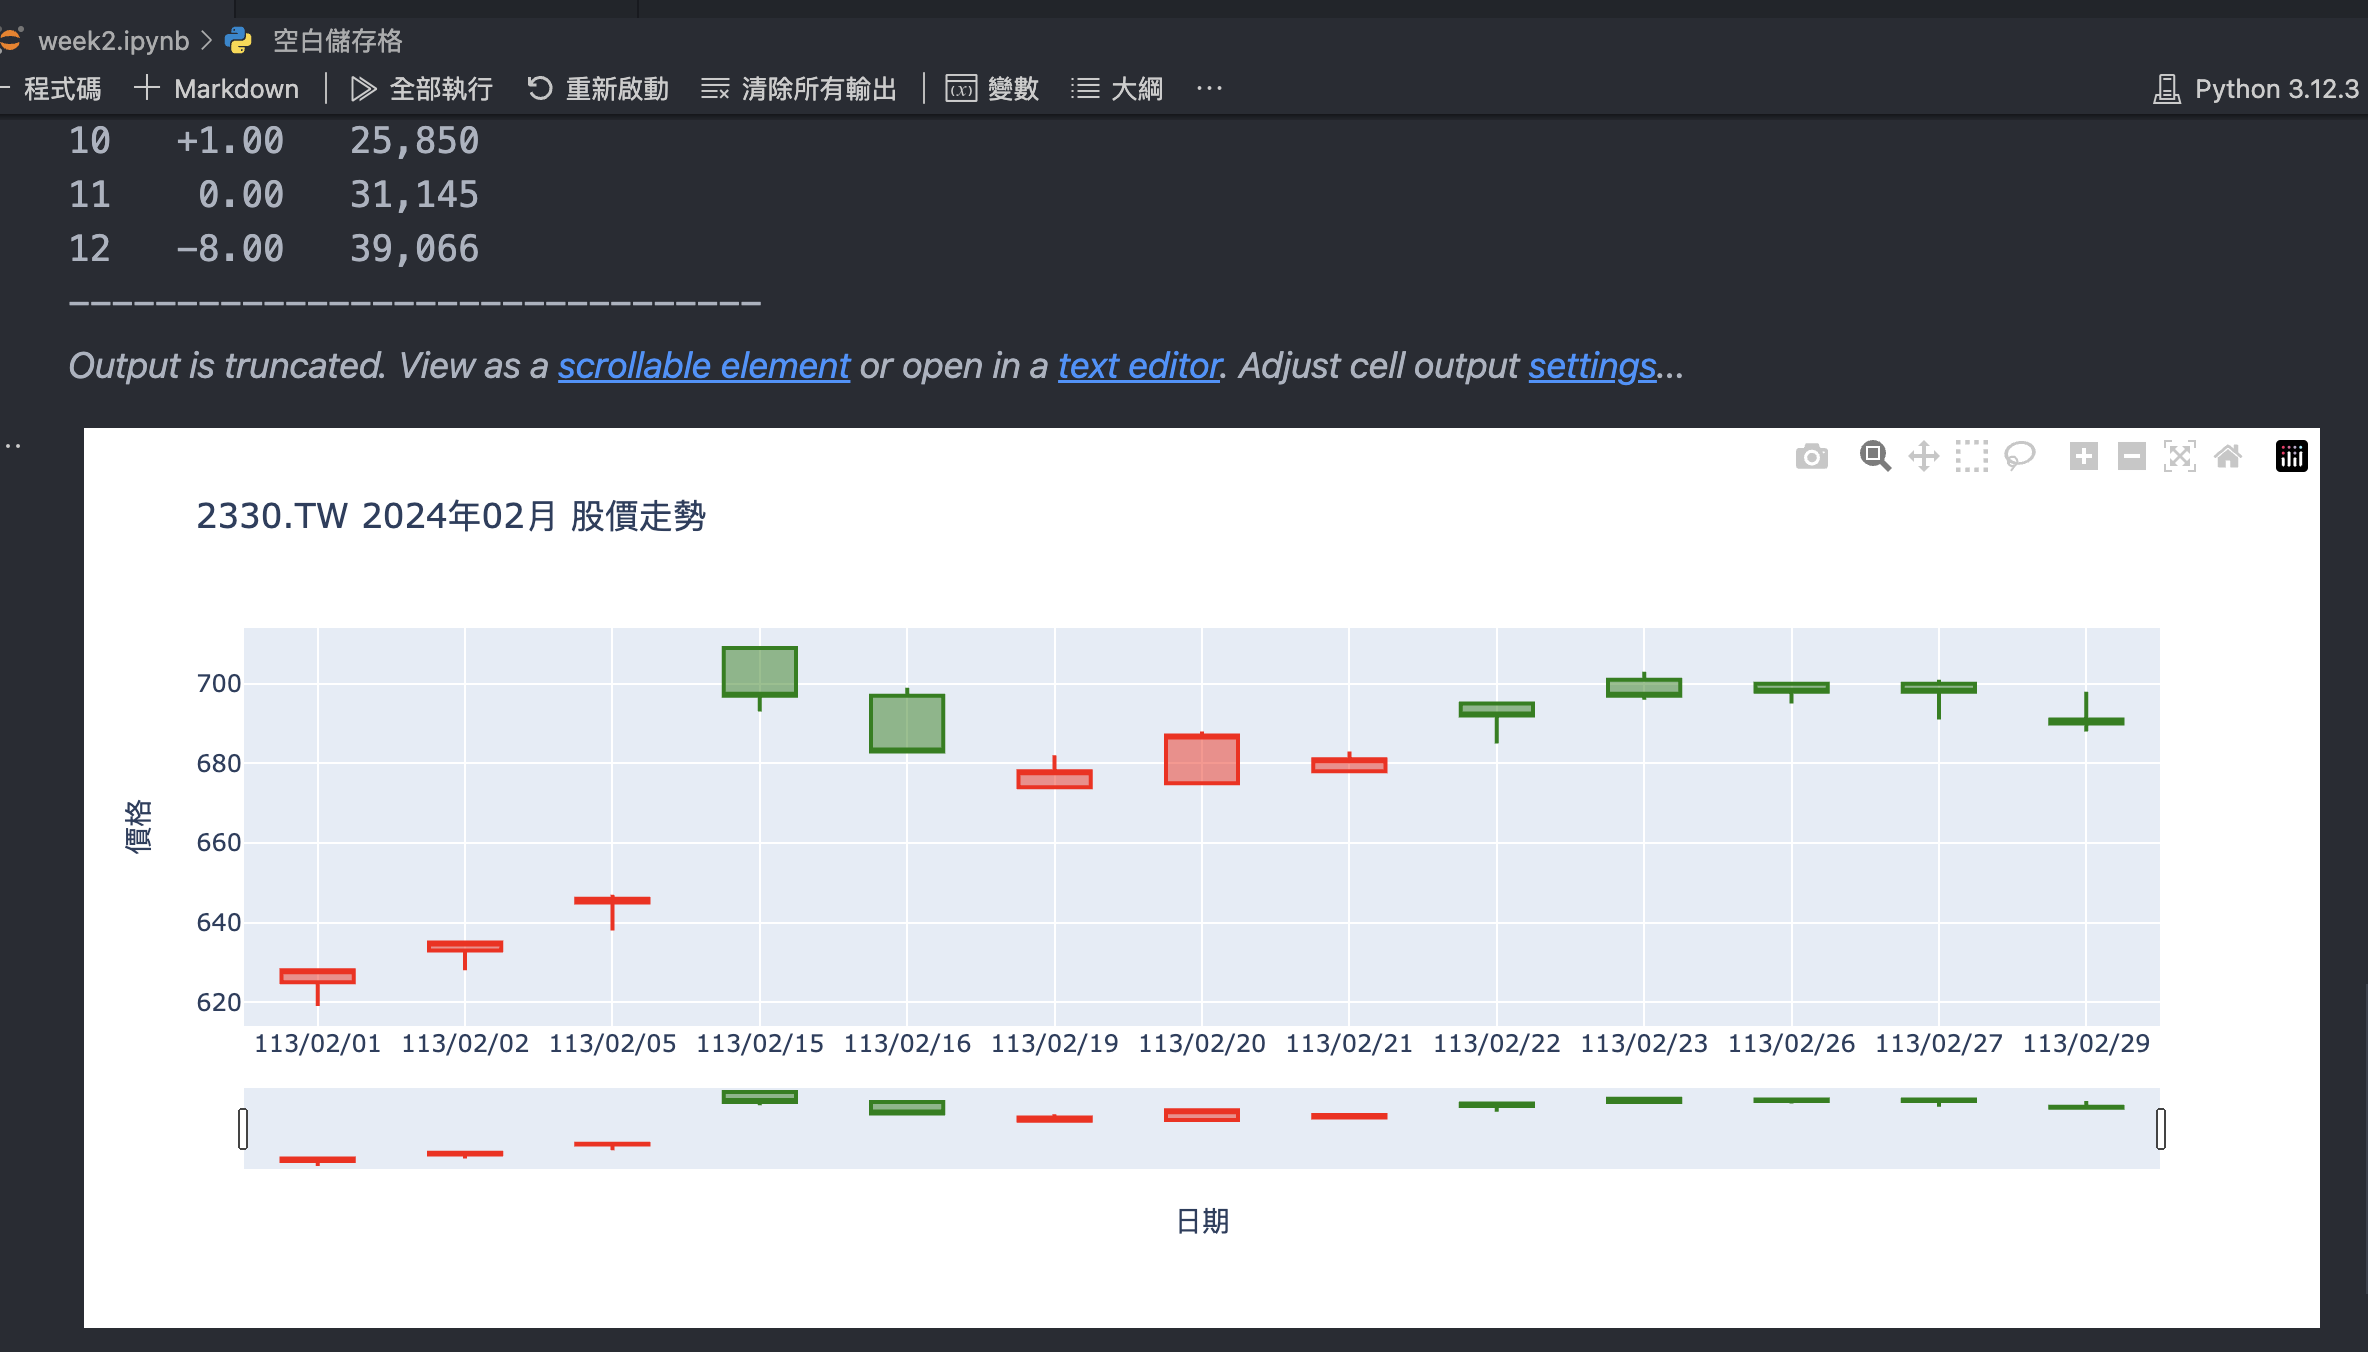 week2.ipynb > 空白儲存格
程式碼 + Markdown | 全部執行 重新啟動 清除所有輸出 | 變數 大綱 ...
Python 3.12.3
10 +1.00 25,850
11 0.00 31,145
12 -8.00 39,066
--------------------------------
Output is truncated. View as a scrollable element or open in a text editor. Adjust cell output settings...
2330.TW 2024年02月 股價走勢
價格
700
680
660
640
620
113/02/01 113/02/02 113/02/05 113/02/15 113/02/16 113/02/19 113/02/20 113/02/21 113/02/22 113/02/23 113/02/26 113/02/27 113/02/29
日期